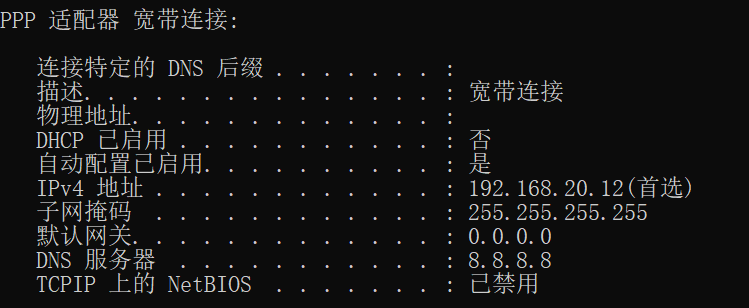 PPP 适配器 宽带连接:
连接特定的 DNS 后缀 . . . . . . . :
描述. . . . . . . . . . . . . . . : 宽带连接
物理地址. . . . . . . . . . . . . :
DHCP 已启用 . . . . . . . . . . . : 否
自动配置已启用. . . . . . . . . . : 是
IPv4 地址 . . . . . . . . . . . . : 192.168.20.12(首选)
子网掩码  . . . . . . . . . . . . : 255.255.255.255
默认网关. . . . . . . . . . . . . : 0.0.0.0
DNS 服务器  . . . . . . . . . . . : 8.8.8.8
TCPIP 上的 NetBIOS  . . . . . . . : 已禁用